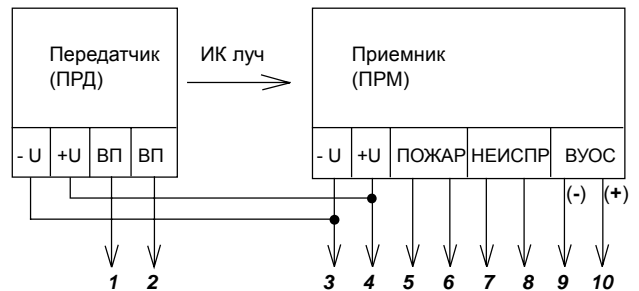 Передатчик
(ПРД)
ИК луч
Приемник
(ПРМ)
- U +U ВП ВП
- U +U ПОЖАР НЕИСПР ВУОС
(-) (+)
1 2 3 4 5 6 7 8 9 10